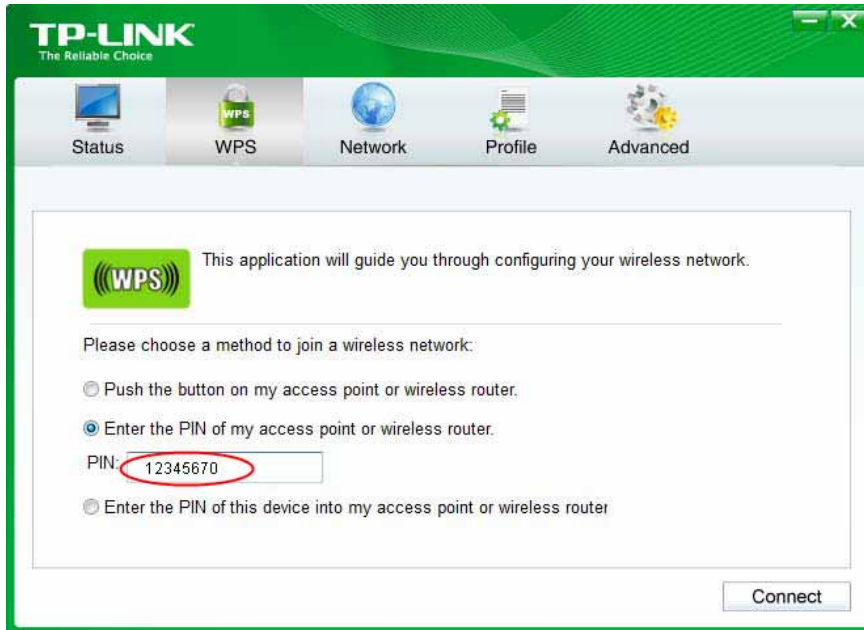 TP-LINK
The Reliable Choice
WPS
Status
WPS
Network
Profile
Advanced
WPS
This application will guide you through configuring your wireless network.
Please choose a method to join a wireless network:
Push the button on my access point or wireless router.
Enter the PIN of my access point or wireless router.
PIN: 12345670
Enter the PIN of this device into my access point or wireless router
Connect